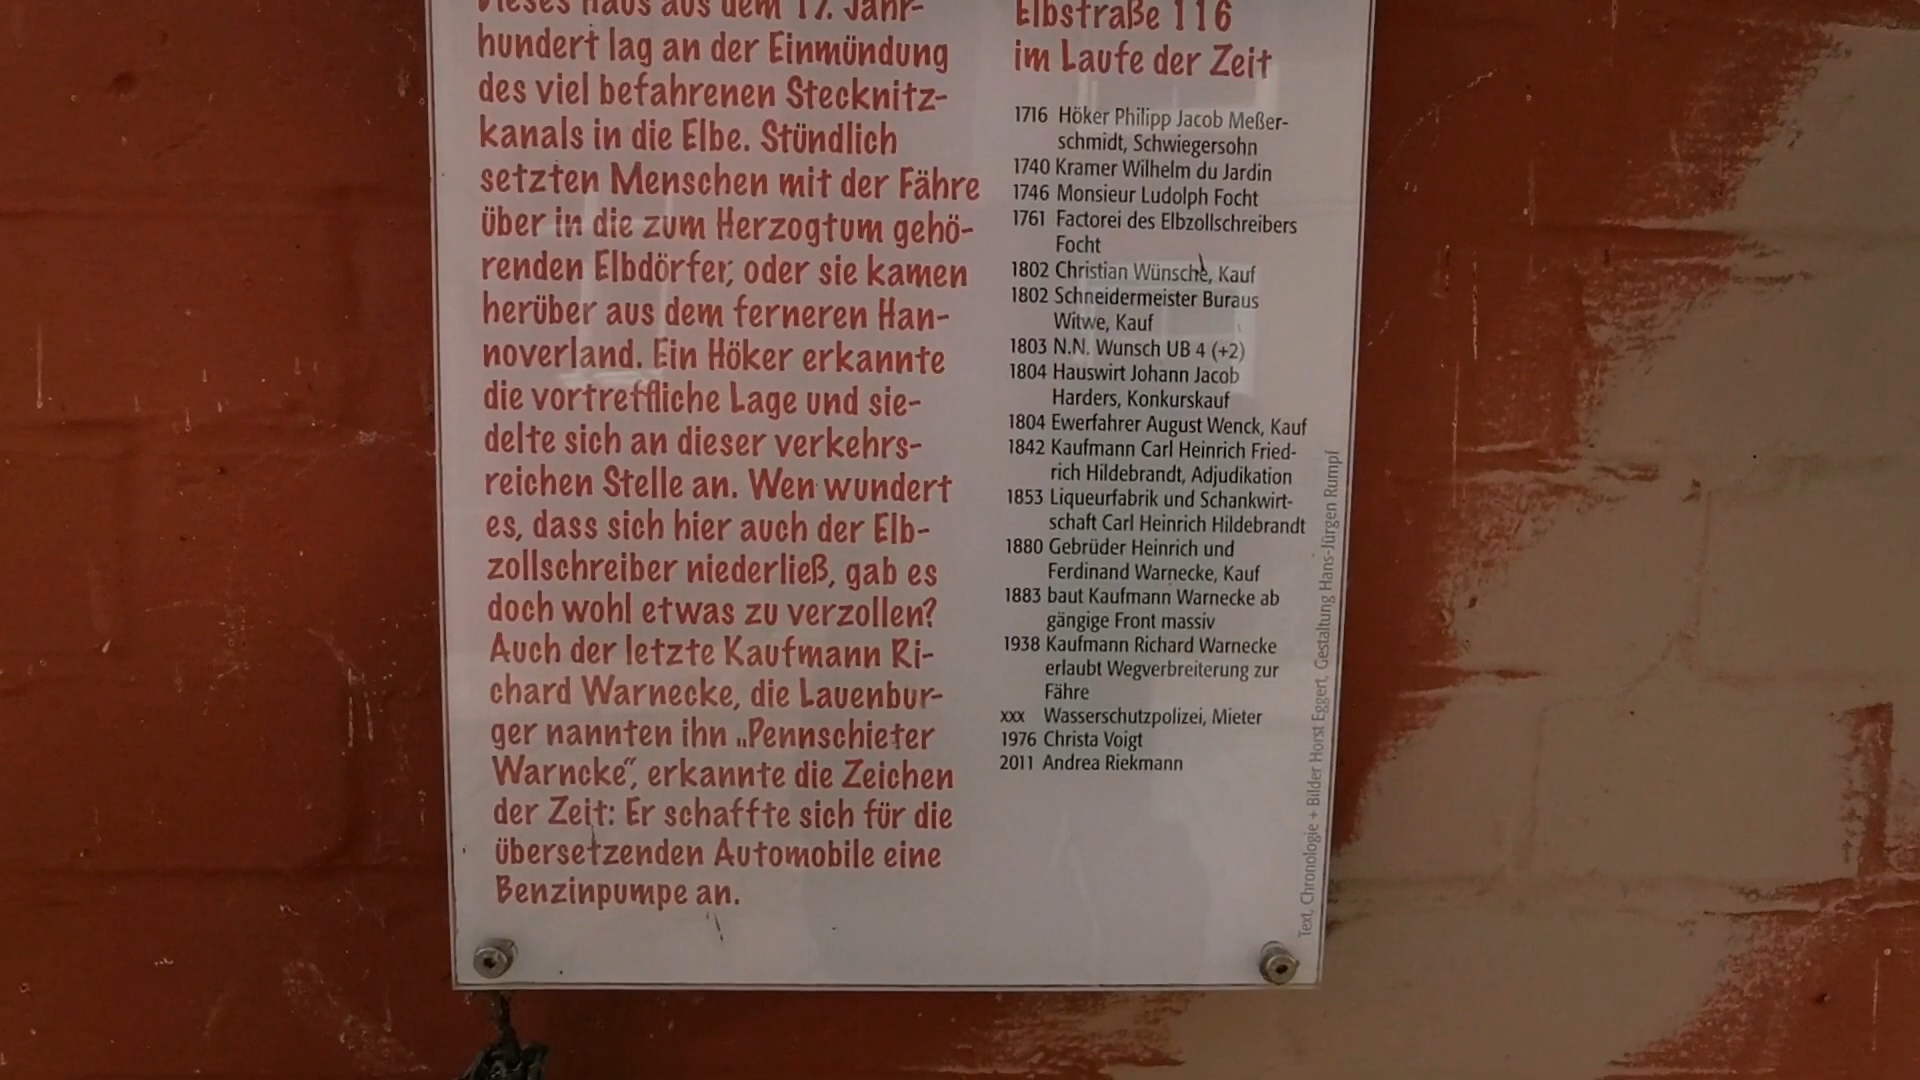 Dieses Haus aus dem 17. Jahr-
hundert lag an der Einmündung
des viel befahrenen Stecknitz-
kanals in die Elbe. Stündlich
setzten Menschen mit der Fähre
über in die zum Herzogtum gehö-
renden Elbdörfer, oder sie kamen
herüber aus dem ferneren Han-
noverland. Ein Höker erkannte
die vortreffliche Lage und sie-
delte sich an dieser verkehrs-
reichen Stelle an. Wen wundert
es, dass sich hier auch der Elb-
zollschreiber niederließ, gab es
doch wohl etwas zu verzollen?
Auch der letzte Kaufmann Ri-
chard Warnecke, die Lauenbur-
ger nannten ihn „Pennschieter
Warncke“, erkannte die Zeichen
der Zeit: Er schaffte sich für die
übersetzenden Automobile eine
Benzinpumpe an.
Elbstraße 116
im Laufe der Zeit
1716 Höker Philipp Jacob Meßer-
schmidt, Schwiegersohn
1740 Kramer Wilhelm du Jardin
1746 Monsieur Ludolph Focht
1761 Factorei des Elbzollschreibers
Focht
1802 Christian Wünsche, Kauf
1802 Schneidermeister Buraus
Witwe, Kauf
1803 N.N. Wunsch UB 4 (+2)
1804 Hauswirt Johann Jacob
Harders, Konkurskauf
1804 Ewerfahrer August Wenck, Kauf
1842 Kaufmann Carl Heinrich Fried-
rich Hildebrandt, Adjudikation
1853 Liqueurfabrik und Schankwirt-
schaft Carl Heinrich Hildebrandt
1880 Gebrüder Heinrich und
Ferdinand Warnecke, Kauf
1883 baut Kaufmann Warnecke ab
gängige Front massiv
1938 Kaufmann Richard Warnecke
erlaubt Wegverbreiterung zur
Fähre
xxx Wasserschutzpolizei, Mieter
1976 Christa Voigt
2011 Andrea Riekmann
Text, Chronologie + Bilder Horst Eggert, Gestaltung Hans-Jürgen Rumpf